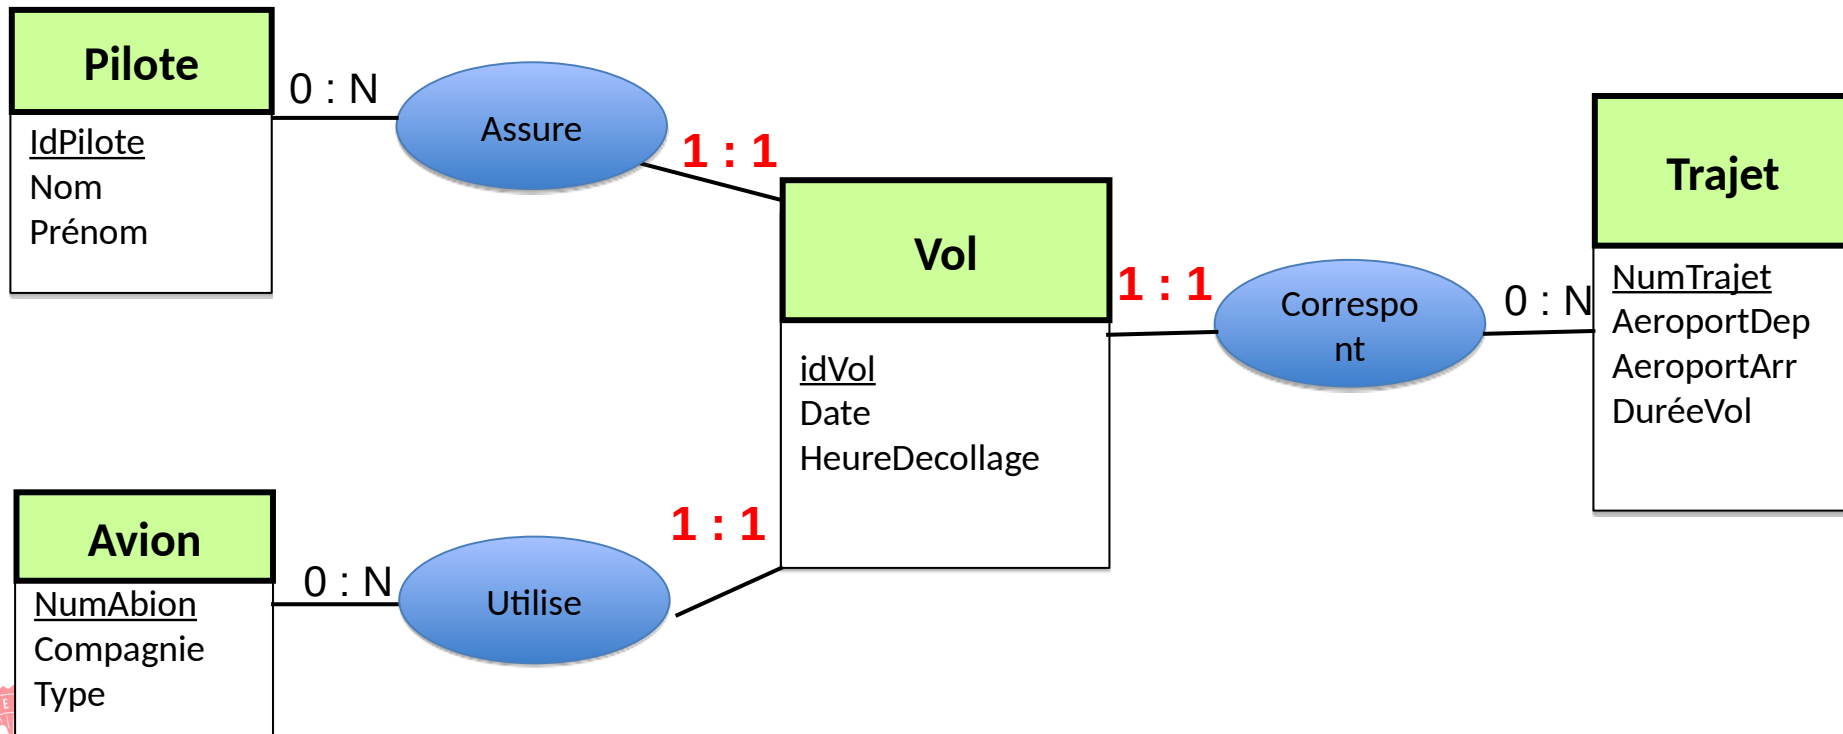 Pilote
0 : N
IdPilote
Nom
Prénom
Assure
1 : 1
Vol
idVol
Date
HeureDecollage
1 : 1
Correspo
nt
0 : N
Trajet
NumTrajet
AeroportDep
AeroportArr
DuréeVol
Avion
0 : N
NumAbion
Compagnie
Type
Utilise
1 : 1